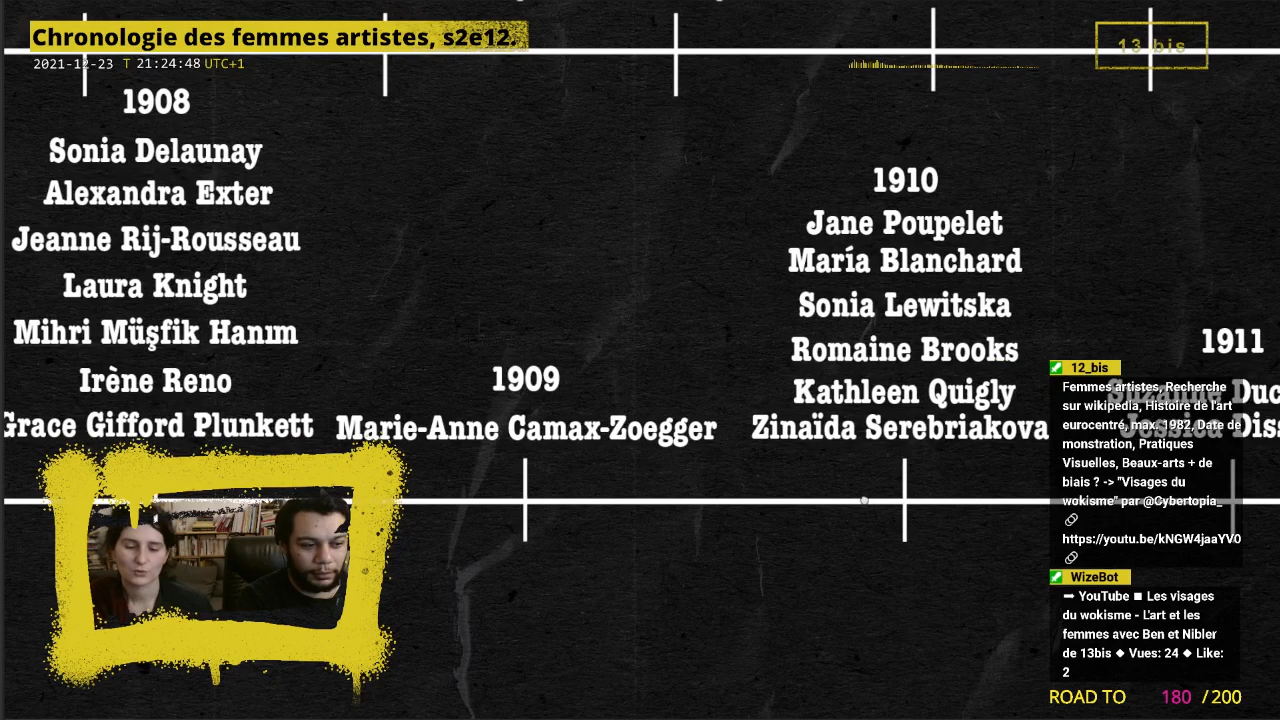 Chronologie des femmes artistes, s2e12.
2021-12-23 T 21:24:48 UTC+1
13 bis
1908
Sonia Delaunay
Alexandra Exter
Jeanne Rij-Rousseau
Laura Knight
Mihri Müşfik Hanım
Irène Reno
Grace Gifford Plunkett
1909
Marie-Anne Camax-Zoegger
1910
Jane Poupelet
María Blanchard
Sonia Lewitska
Romaine Brooks
Kathleen Quigly
Zinaïda Serebriakova
1911
Suzanne Duc
Jessica Dis
12_bis
Femmes artistes, Recherche
sur wikipedia, Histoire de l'art
eurocentré, max. 1982, Date de
monstration, Pratiques
Visuelles, Beaux-arts + de
biais ? -> "Visages du
wokisme" par @Cybertopia_
https://youtu.be/kNGW4jaaYV0
WizeBot
➡ YouTube ■ Les visages
du wokisme - L'art et les
femmes avec Ben et Nibler
de 13bis ◆ Vues: 24 ◆ Like:
2
ROAD TO 180 / 200